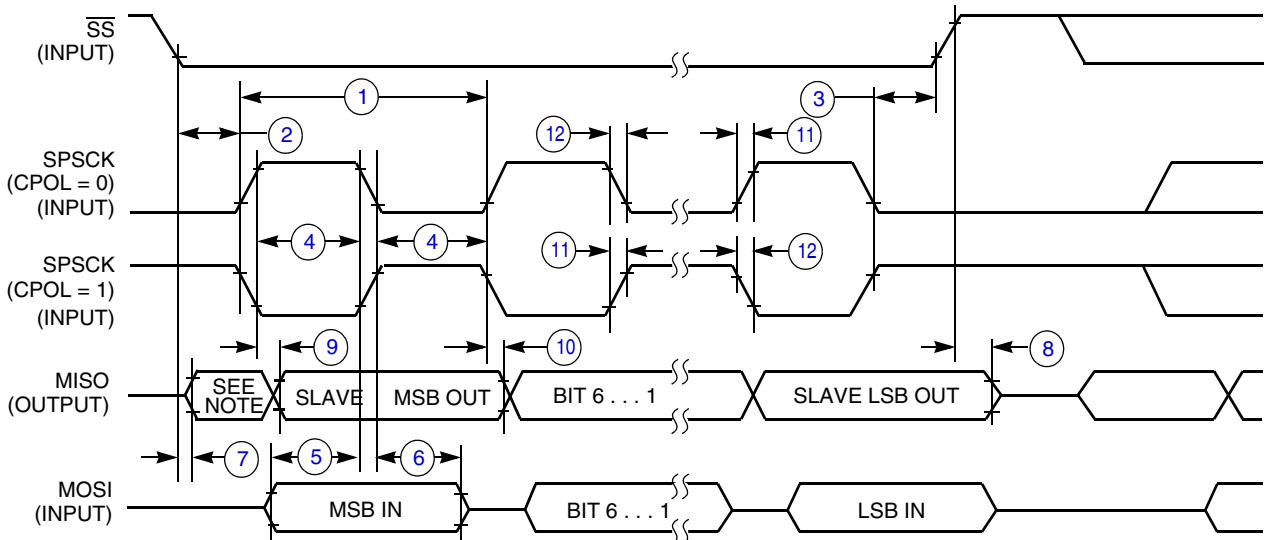 SS
(INPUT)
1
3
2
12
11
SPSCK
(CPOL = 0)
(INPUT)
4
4
SPSCK
(CPOL = 1)
(INPUT)
11
12
9
10
8
MISO
(OUTPUT)
SEE
NOTE
SLAVE
MSB OUT
BIT 6 . . . 1
SLAVE LSB OUT
7
5
6
MOSI
(INPUT)
MSB IN
BIT 6 . . . 1
LSB IN